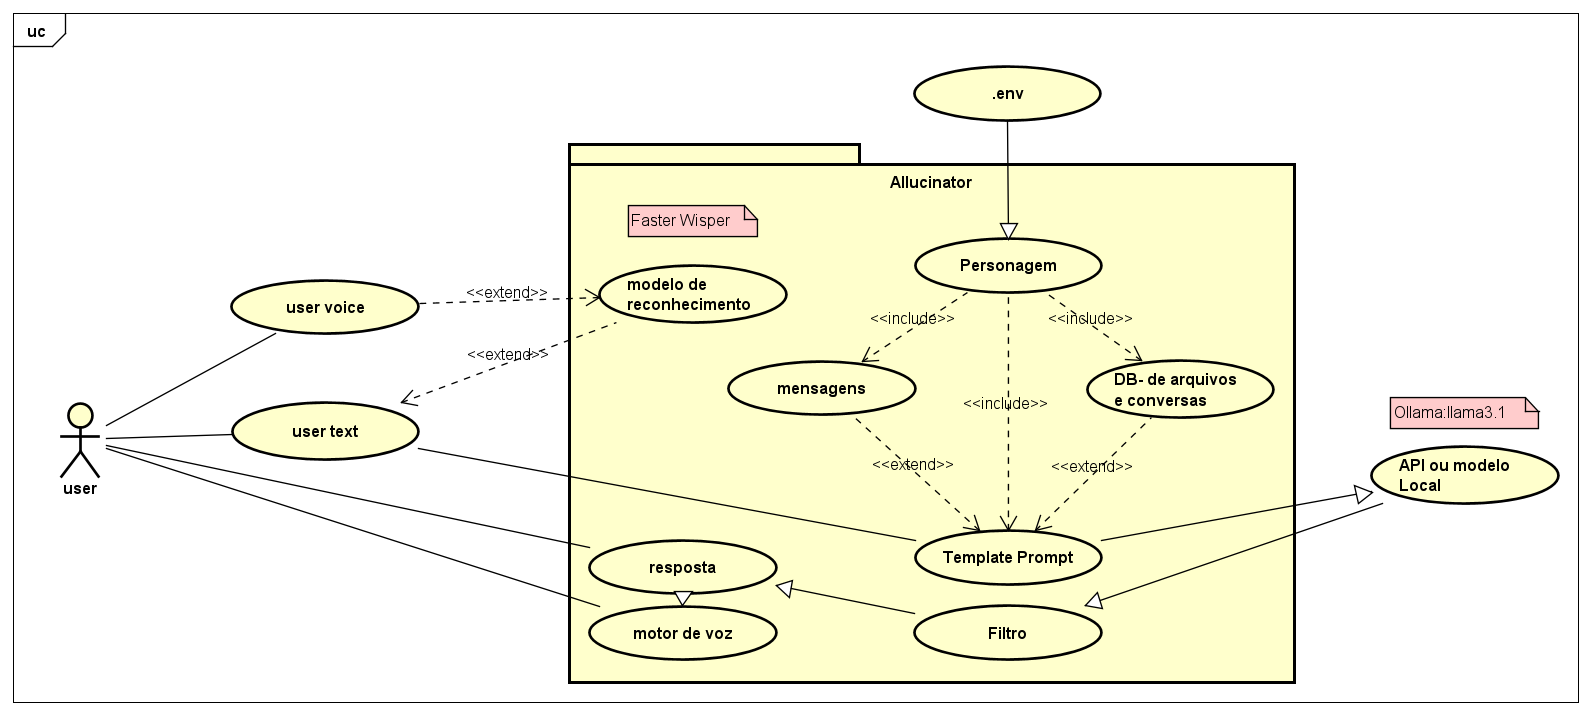 uc
.env
Allucinator
Faster Wisper
Personagem
modelo de
reconhecimento
user voice
<<extend>>
<<include>>
<<include>>
<<extend>>
mensagens
DB- de arquivos
e conversas
<<include>>
Ollama:llama3.1
user text
API ou modelo
Local
<<extend>>
<<extend>>
user
Template Prompt
resposta
motor de voz
Filtro